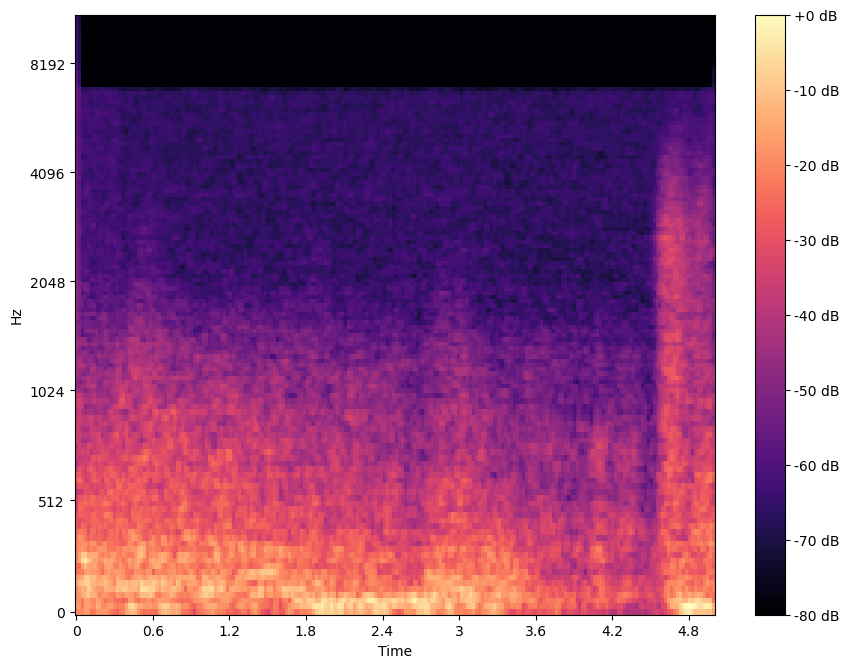 +0 dB
8192
-10 dB
4096
-20 dB
-30 dB
2048
-40 dB
Hz
1024
-50 dB
-60 dB
512
-70 dB
0
-80 dB
0 0.6 1.2 1.8 2.4 3 3.6 4.2 4.8
Time